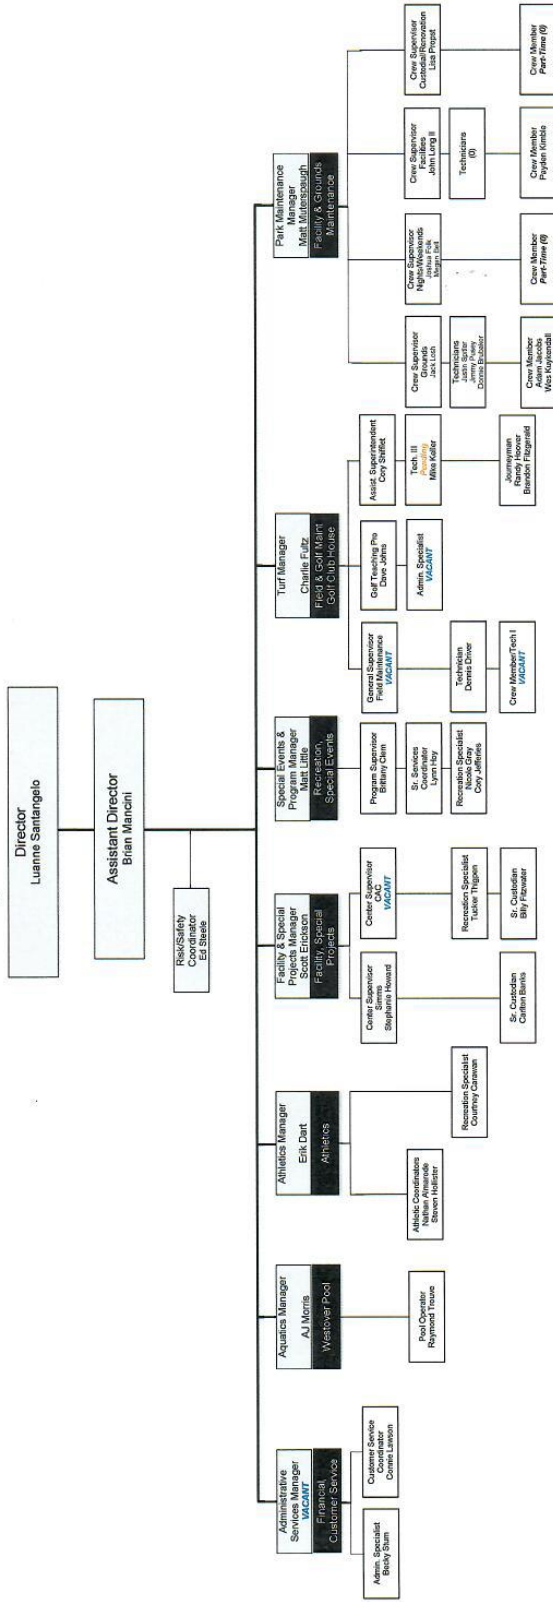 Director
Luanne Santangelo
Assistant Director
Brian Mancini
Risk/Safety
Coordinator
Ed Steele
Administrative
Services Manager
VACANT
Financial,
Customer Service
Admin. Specialist
Becky Stum
Customer Service
Coordinator
Connie Lawson
Aquatics Manager
AJ Morris
Westover Pool
Pool Operator
Raymond Trouve
Athletics Manager
Erik Dart
Athletics
Athletic Coordinators
Nathan Almarode
Steven Hollister
Recreation Specialist
Courtney Carawan
Facility & Special
Projects Manager
Scott Erickson
Facility, Special
Projects
Center Supervisor
Simms
Stephanie Howard
Sr. Custodian
Carlton Banks
Center Supervisor
CAC
VACANT
Recreation Specialist
Tucker Thigpen
Sr. Custodian
Billy Fitzwater
Special Events &
Program Manager
Matt Little
Recreation,
Special Events
Program Supervisor
Brittany Clem
Sr. Services
Coordinator
Lynn Hoy
Recreation Specialist
Nicole Gray
Cory Jefferies
Turf Manager
Charlie Fultz
Field & Golf Maint
Golf Club House
General Supervisor
Field Maintenance
VACANT
Technician
Dennis Driver
Crew Member/Tech I
VACANT
Golf Teaching Pro
Dave Johns
Admin. Specialist
VACANT
Assist. Superintendent
Cory Shifflet
Tech. III
Pending
Mike Keller
Journeyman
Randy Hoover
Brandon Fitzgerald
Park Maintenance
Manager
Matt Muterspaugh
Facility & Grounds
Maintenance
Crew Supervisor
Grounds
Jack Losh
Technicians
Justin Spitler
Jimmy Pusey
Donnie Brubaker
Crew Member
Adam Jacobs
Wes Kuykendall
Crew Supervisor
Nights/Weekends
Joshua Folk
Megan Bell
Crew Member
Part-Time (0)
Crew Supervisor
Facilities
John Long II
Technicians
(0)
Crew Member
Payden Kimble
Crew Supervisor
Custodial/Renovation
Lisa Propst
Crew Member
Part-Time (0)